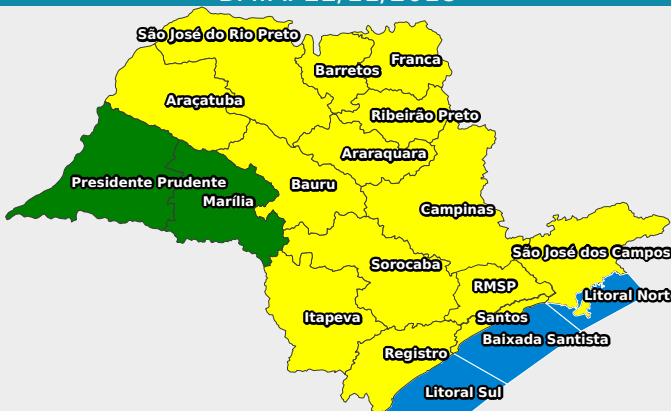 São José do Rio Preto
Franca
Barretos
Araçatuba
Ribeirão Preto
Araraquara
Presidente Prudente
Bauru
Marília
Campinas
São José dos Campos
Sorocaba
RMSP
Litoral Nort
Itapeva
Santos
Baixada Santista
Registro
Litoral Sul